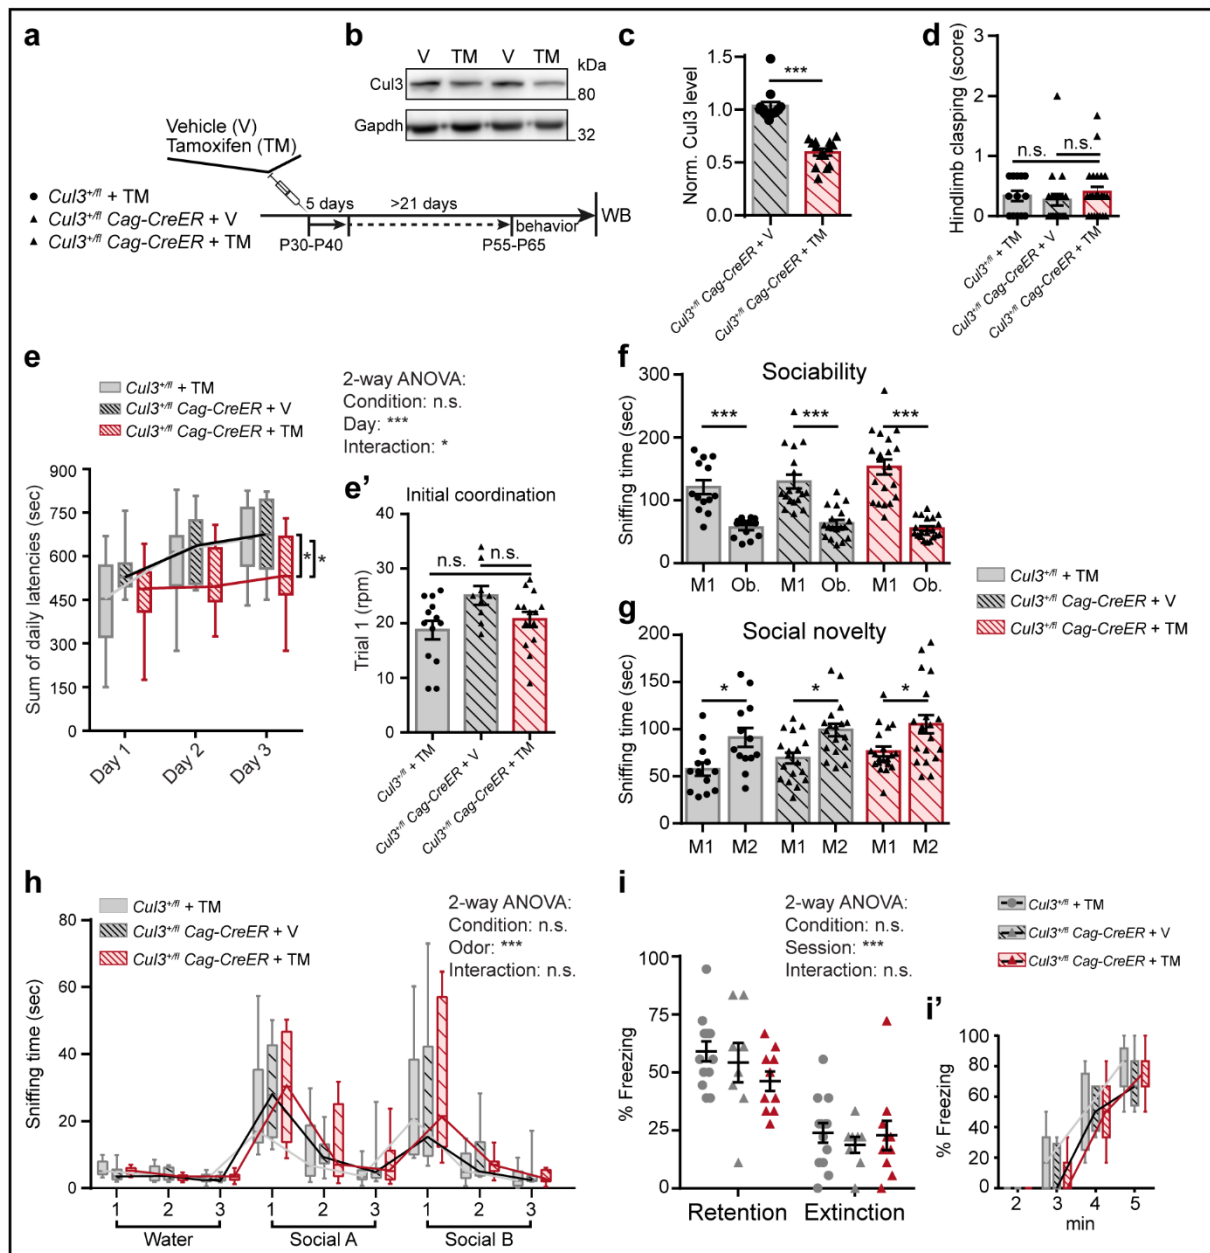 a
Vehicle (V)
Tamoxifen (TM)
Cul3+/fl + TM
Cul3+/fl Cag-CreER + V
Cul3+/fl Cag-CreER + TM
5 days
>21 days
behavior
WB
P30-P40
P55-P65
b
V TM V TM
kDa
Cul3
80
Gapdh
32
c
***
Norm. Cul3 level
1.5
1.0
0.5
0.0
Cul3+/fl Cag-CreER + V
Cul3+/fl Cag-CreER + TM
d
Hindlimb clasping (score)
3
2
1
0
n.s.
n.s.
Cul3+/fl + TM
Cul3+/fl Cag-CreER + V
Cul3+/fl Cag-CreER + TM
e
Cul3+/fl + TM
Cul3+/fl Cag-CreER + V
Cul3+/fl Cag-CreER + TM
2-way ANOVA:
Condition: n.s.
Day: ***
Interaction: *
Sum of daily latencies (sec)
900
750
600
450
300
150
0
* *
Day 1
Day 2
Day 3
e’
Initial coordination
Trial 1 (rpm)
40
30
20
10
0
n.s.
n.s.
Cul3+/fl + TM
Cul3+/fl Cag-CreER + V
Cul3+/fl Cag-CreER + TM
f
Sociability
Sniffing time (sec)
300
200
100
0
*** *** ***
M1 Ob. M1 Ob. M1 Ob.
Cul3+/fl + TM
Cul3+/fl Cag-CreER + V
Cul3+/fl Cag-CreER + TM
g
Social novelty
Sniffing time (sec)
200
150
100
50
0
* * *
M1 M2 M1 M2 M1 M2
h
Cul3+/fl + TM
Cul3+/fl Cag-CreER + V
Cul3+/fl Cag-CreER + TM
2-way ANOVA:
Condition: n.s.
Odor: ***
Interaction: n.s.
Sniffing time (sec)
80
60
40
20
0
1 2 3 1 2 3 1 2 3
Water Social A Social B
i
2-way ANOVA:
Condition: n.s.
Session: ***
Interaction: n.s.
Cul3+/fl + TM
Cul3+/fl Cag-CreER + V
Cul3+/fl Cag-CreER + TM
% Freezing
100
75
50
25
0
Retention Extinction
i’
% Freezing
100
80
60
40
20
0
2 3 4 5
min